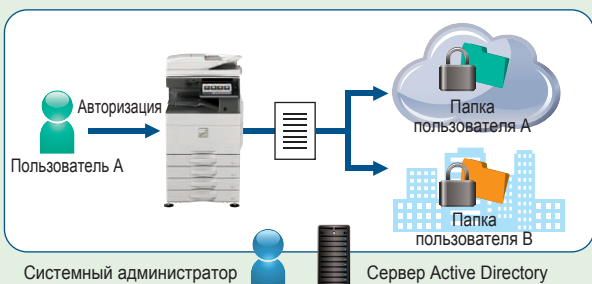 Авторизация
Пользователь А
Папка
пользователя А
Папка
пользователя В
Системный администратор
Сервер Active Directory